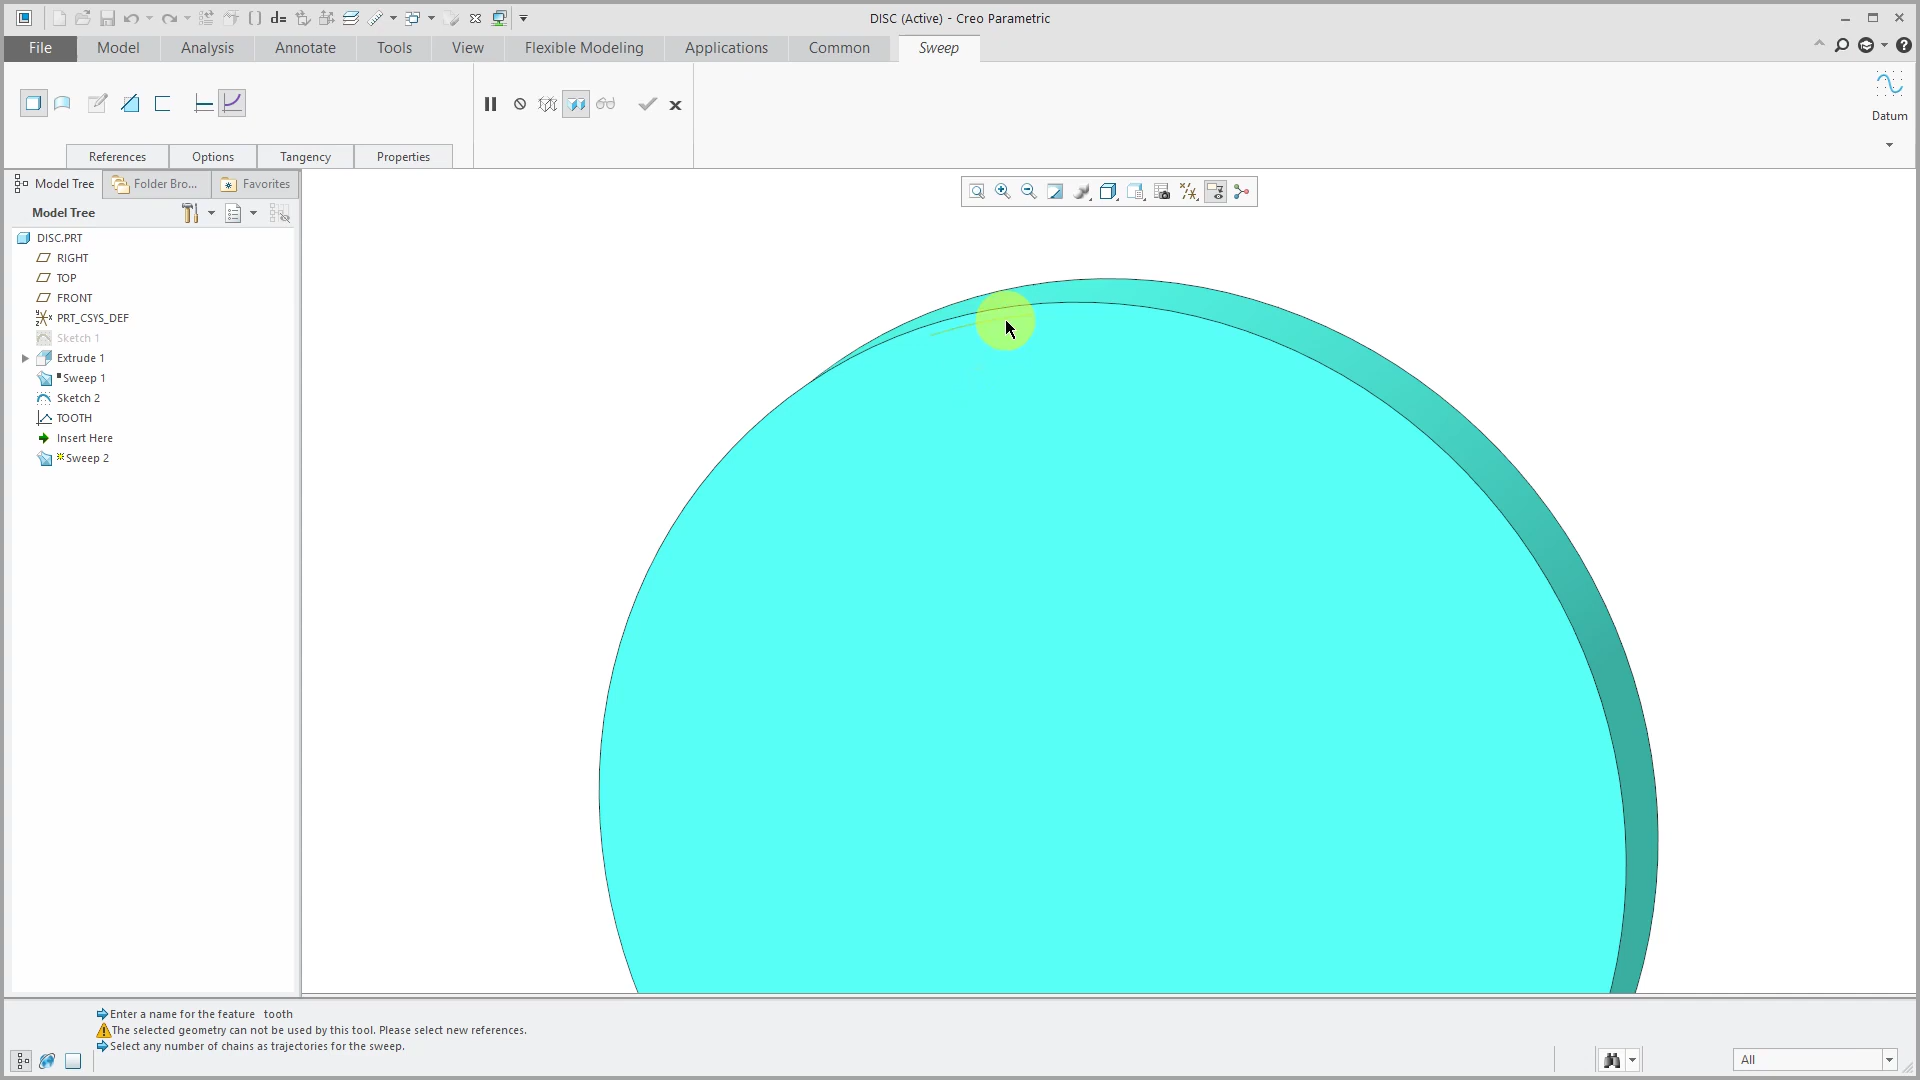 DISC (Active) - Creo Parametric
File
Model
Analysis
Annotate
Tools
View
Flexible Modeling
Applications
Common
Sweep
Datum
References
Options
Tangency
Properties
Model Tree
Folder Bro...
Favorites
Model Tree
DISC.PRT
RIGHT
TOP
FRONT
PRT_CSYS_DEF
Sketch 1
Extrude 1
Sweep 1
Sketch 2
TOOTH
Insert Here
Sweep 2
Enter a name for the feature tooth
The selected geometry can not be used by this tool. Please select new references.
Select any number of chains as trajectories for the sweep.
All